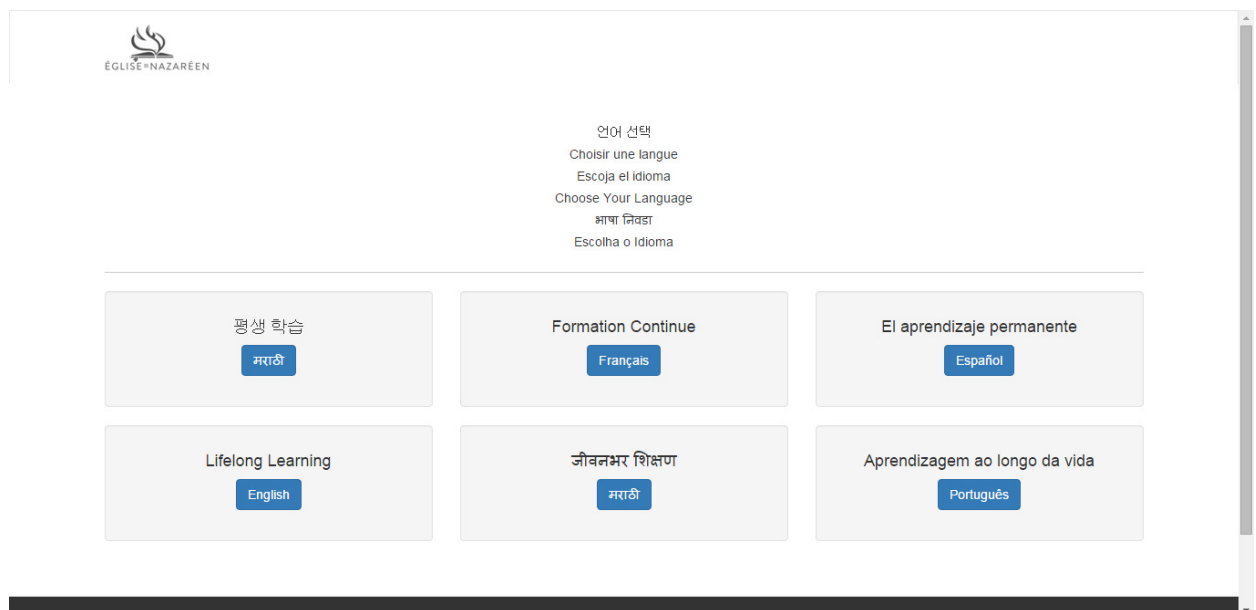 ÉGLISE DU NAZARÉEN
언어 선택
Choisir une langue
Escoja el idioma
Choose Your Language
भाषा निवडा
Escolha o Idioma
평생 학습
मराठी
Formation Continue
Français
El aprendizaje permanente
Español
Lifelong Learning
English
जीवनभर शिक्षण
मराठी
Aprendizagem ao longo da vida
Português